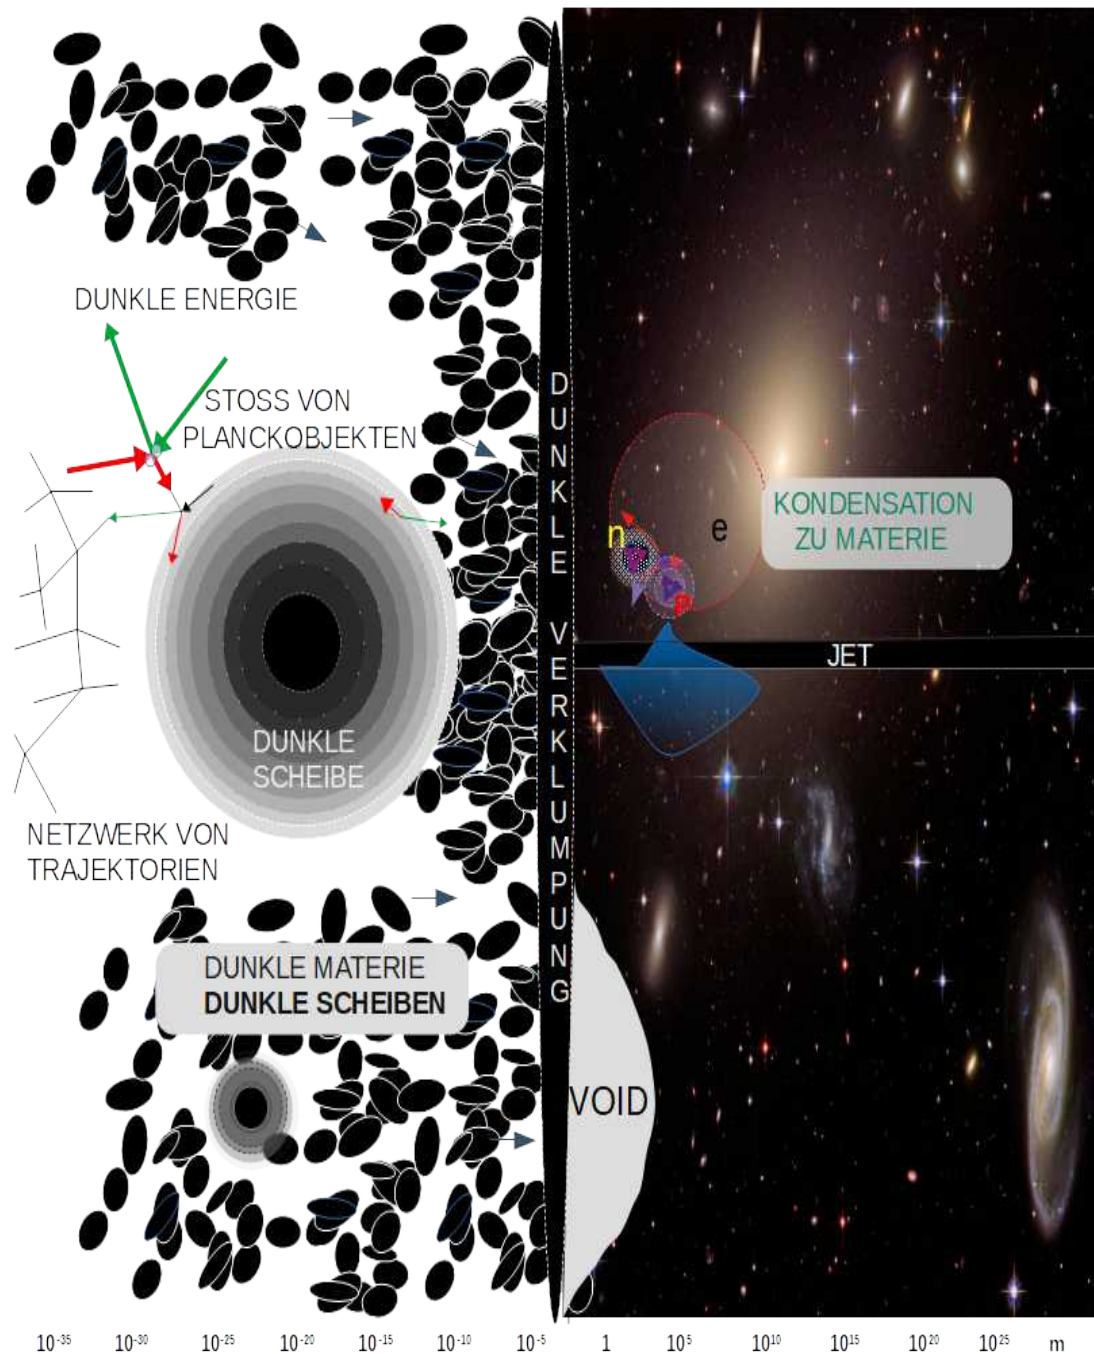 DUNKLE ENERGIE
STOSS VON
PLANCKOBJEKTEN
DUNKLE
SCHEIBE
NETZWERK VON
TRAJEKTORIEN
DUNKLE MATERIE
DUNKLE SCHEIBEN
DUNKLE VERKLUMPUNG
KONDENSATION
ZU MATERIE
n
e
P
JET
VOID
10⁻³⁵ 10⁻³⁰ 10⁻²⁵ 10⁻²⁰ 10⁻¹⁵ 10⁻¹⁰ 10⁻⁵ 1 10⁵ 10¹⁰ 10¹⁵ 10²⁰ 10²⁵ m